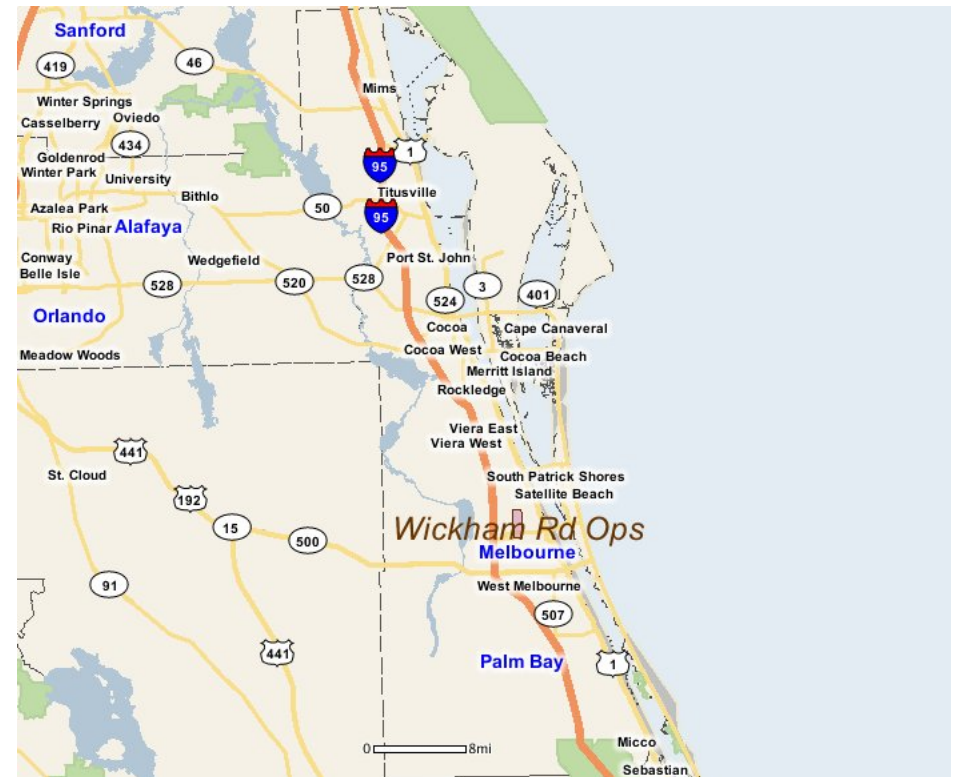 Sanford
419
46
Mims
Winter Springs
Casselberry
Oviedo
434
1
95
Goldenrod
Winter Park
University
Titusville
Bithlo
50
95
Azalea Park
Rio Pinar
Alafaya
Conway
Belle Isle
Wedgefield
Port St. John
528
520
528
524
3
401
Orlando
Cocoa
Cape Canaveral
Meadow Woods
Cocoa West
Cocoa Beach
Merritt Island
Rockledge
Viera East
Viera West
441
St. Cloud
South Patrick Shores
Satellite Beach
192
15
500
Wickham Rd Ops
Melbourne
91
West Melbourne
507
441
Palm Bay
1
0
8mi
Micco
Sebastian